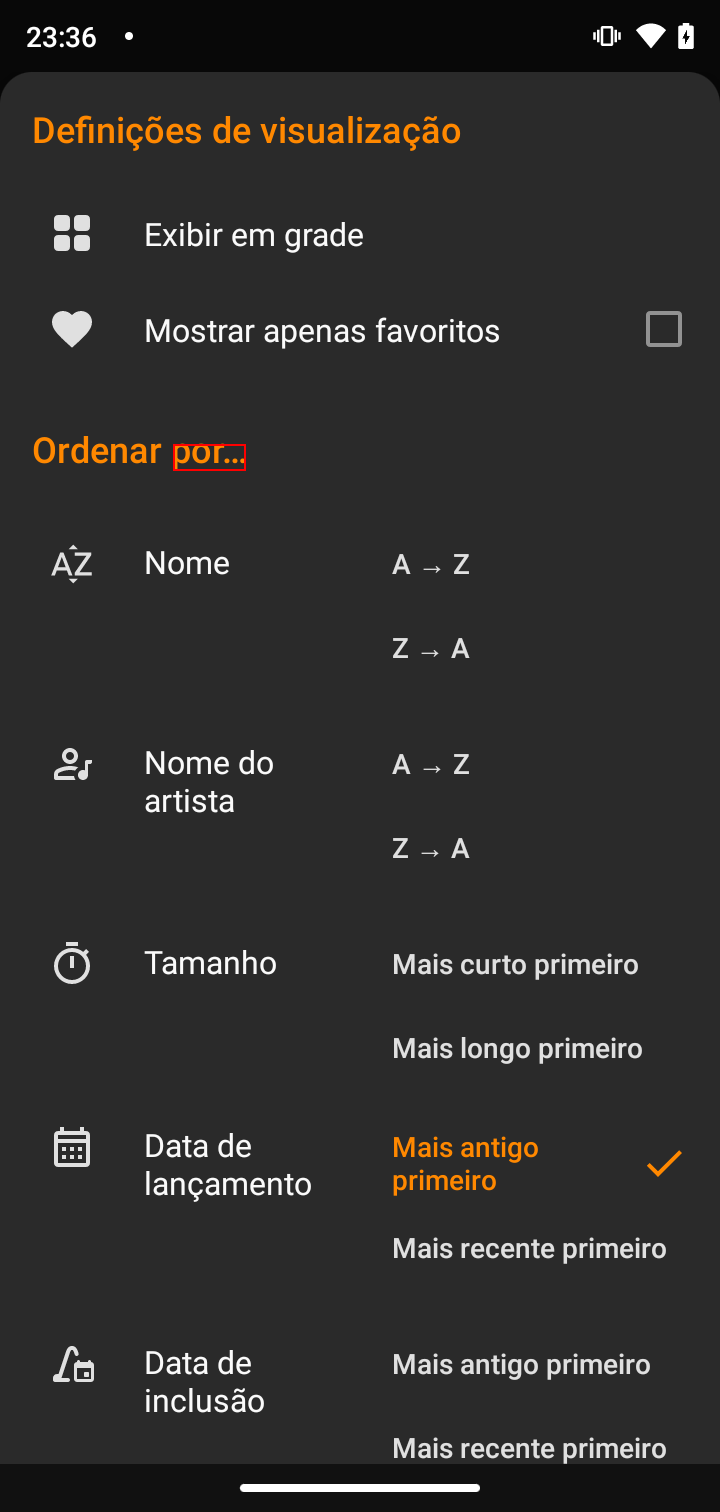 23:36
Definições de visualização
Exibir em grade
Mostrar apenas favoritos
Ordenar por...
Nome
A → Z
Z → A
Nome do
artista
A → Z
Z → A
Tamanho
Mais curto primeiro
Mais longo primeiro
Data de
lançamento
Mais antigo
primeiro
Mais recente primeiro
Data de
inclusão
Mais antigo primeiro
Mais recente primeiro